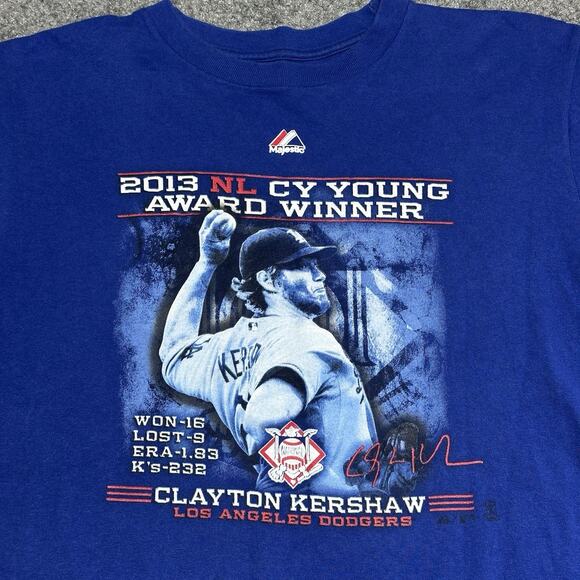 Majestic
2013 NL CY YOUNG
AWARD WINNER
KERS
WON-16
LOST-9
ERA-1.83
K's-232
CLAYTON KERSHAW
LOS ANGELES DODGERS